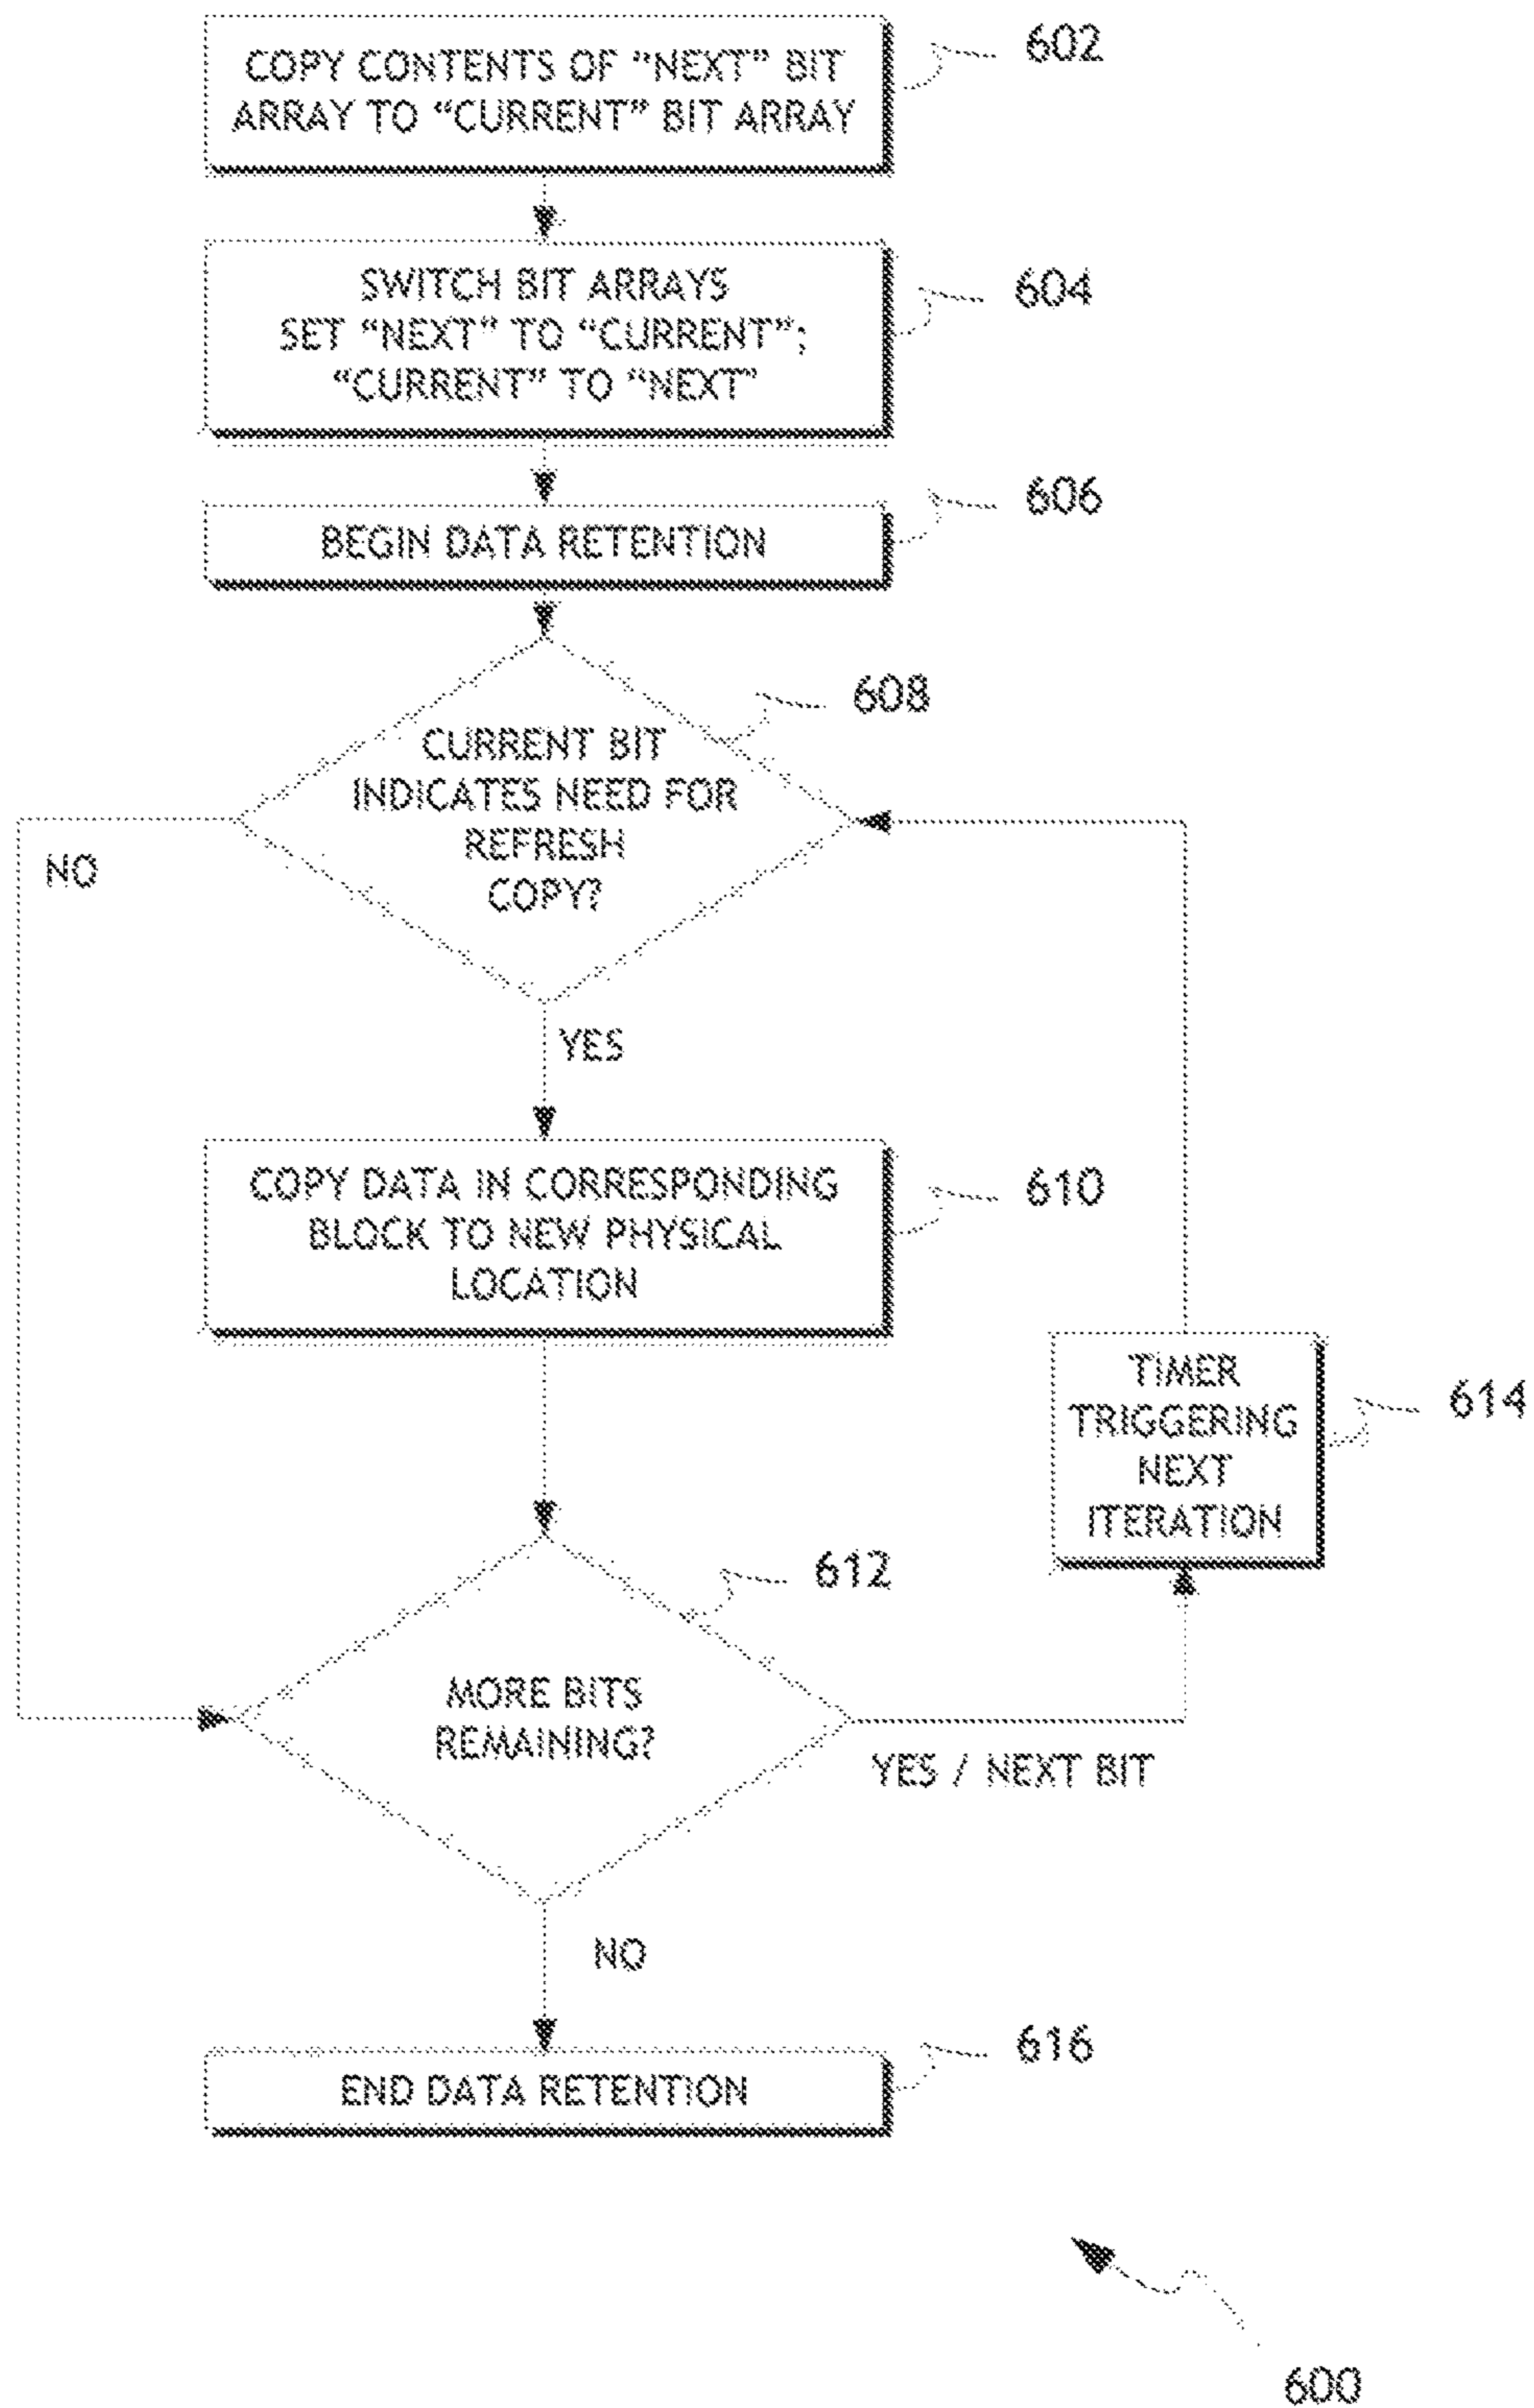 COPY CONTENTS OF "NEXT" BIT
ARRAY TO "CURRENT" BIT ARRAY
602
SWITCH BIT ARRAYS
SET "NEXT" TO "CURRENT";
"CURRENT" TO "NEXT"
604
BEGIN DATA RETENTION
606
CURRENT BIT
INDICATES NEED FOR
REFRESH
COPY?
608
NO
YES
COPY DATA IN CORRESPONDING
BLOCK TO NEW PHYSICAL
LOCATION
610
TIMER
TRIGGERING
NEXT
ITERATION
614
MORE BITS
REMAINING?
612
YES / NEXT BIT
NO
END DATA RETENTION
616
600